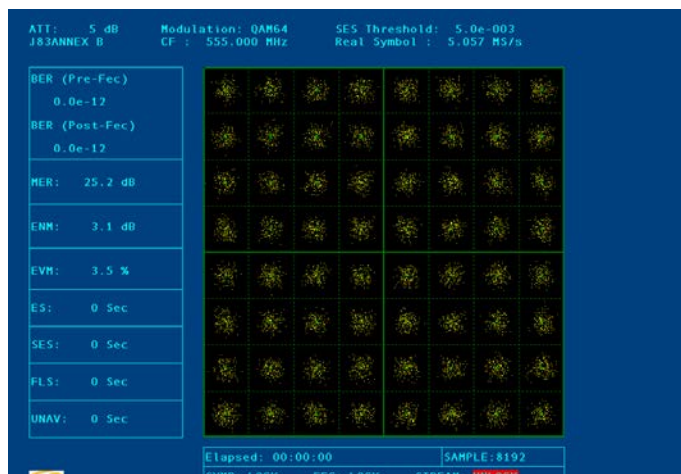 ATT: 5 dB Modulation: QAM64 SES Threshold: 5.0e-003
J83ANNEX B CF : 555.000 MHz Real Symbol : 5.057 MS/s
BER (Pre-Fec)
0.0e-12
BER (Post-Fec)
0.0e-12
MER: 25.2 dB
ENM: 3.1 dB
EVM: 3.5 %
ES: 0 Sec
SES: 0 Sec
FLS: 0 Sec
UNAV: 0 Sec
Elapsed: 00:00:00 SAMPLE:8192